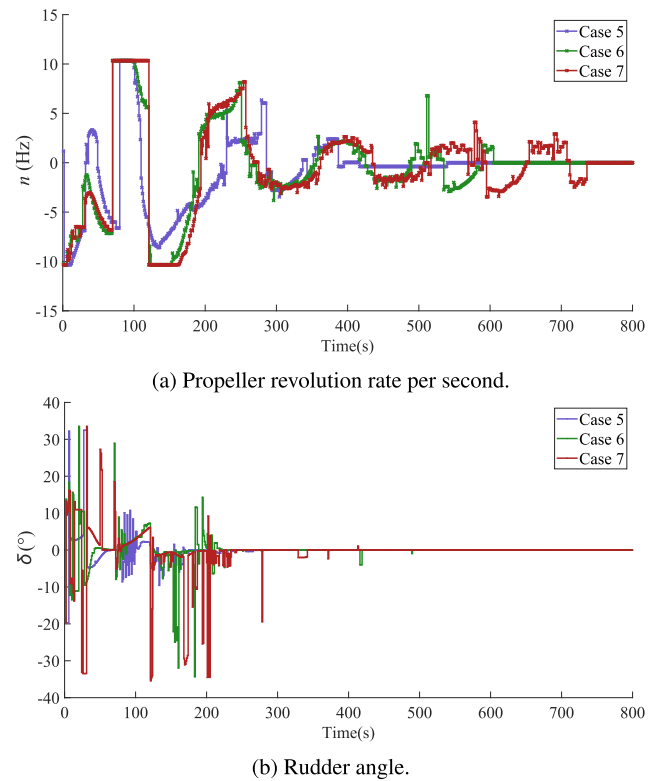 15
10
5
0
-5
-10
-15
n (Hz)
Case 5
Case 6
Case 7
0 100 200 300 400 500 600 700 800
Time(s)
(a) Propeller revolution rate per second.
40
30
20
10
0
-10
-20
-30
-40
δ(°)
Case 5
Case 6
Case 7
0 100 200 300 400 500 600 700 800
Time(s)
(b) Rudder angle.